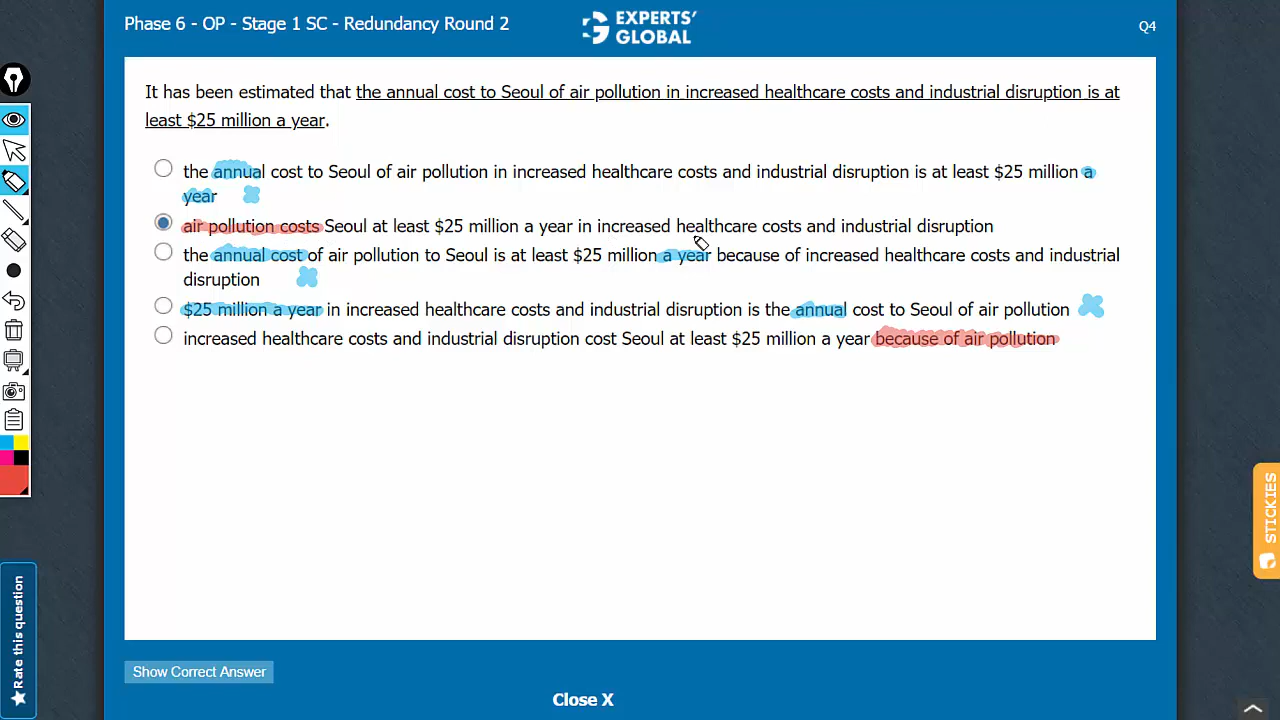 Phase 6 - OP - Stage 1 SC - Redundancy Round 2
EXPERTS'
GLOBAL
Q4
It has been estimated that the annual cost to Seoul of air pollution in increased healthcare costs and industrial disruption is at
least $25 million a year.
the annual cost to Seoul of air pollution in increased healthcare costs and industrial disruption is at least $25 million a
year
air pollution costs Seoul at least $25 million a year in increased healthcare costs and industrial disruption
the annual cost of air pollution to Seoul is at least $25 million a year because of increased healthcare costs and industrial
disruption
$25 million a year in increased healthcare costs and industrial disruption is the annual cost to Seoul of air pollution
increased healthcare costs and industrial disruption cost Seoul at least $25 million a year because of air pollution
STICKIES
Rate this question
Show Correct Answer
Close X